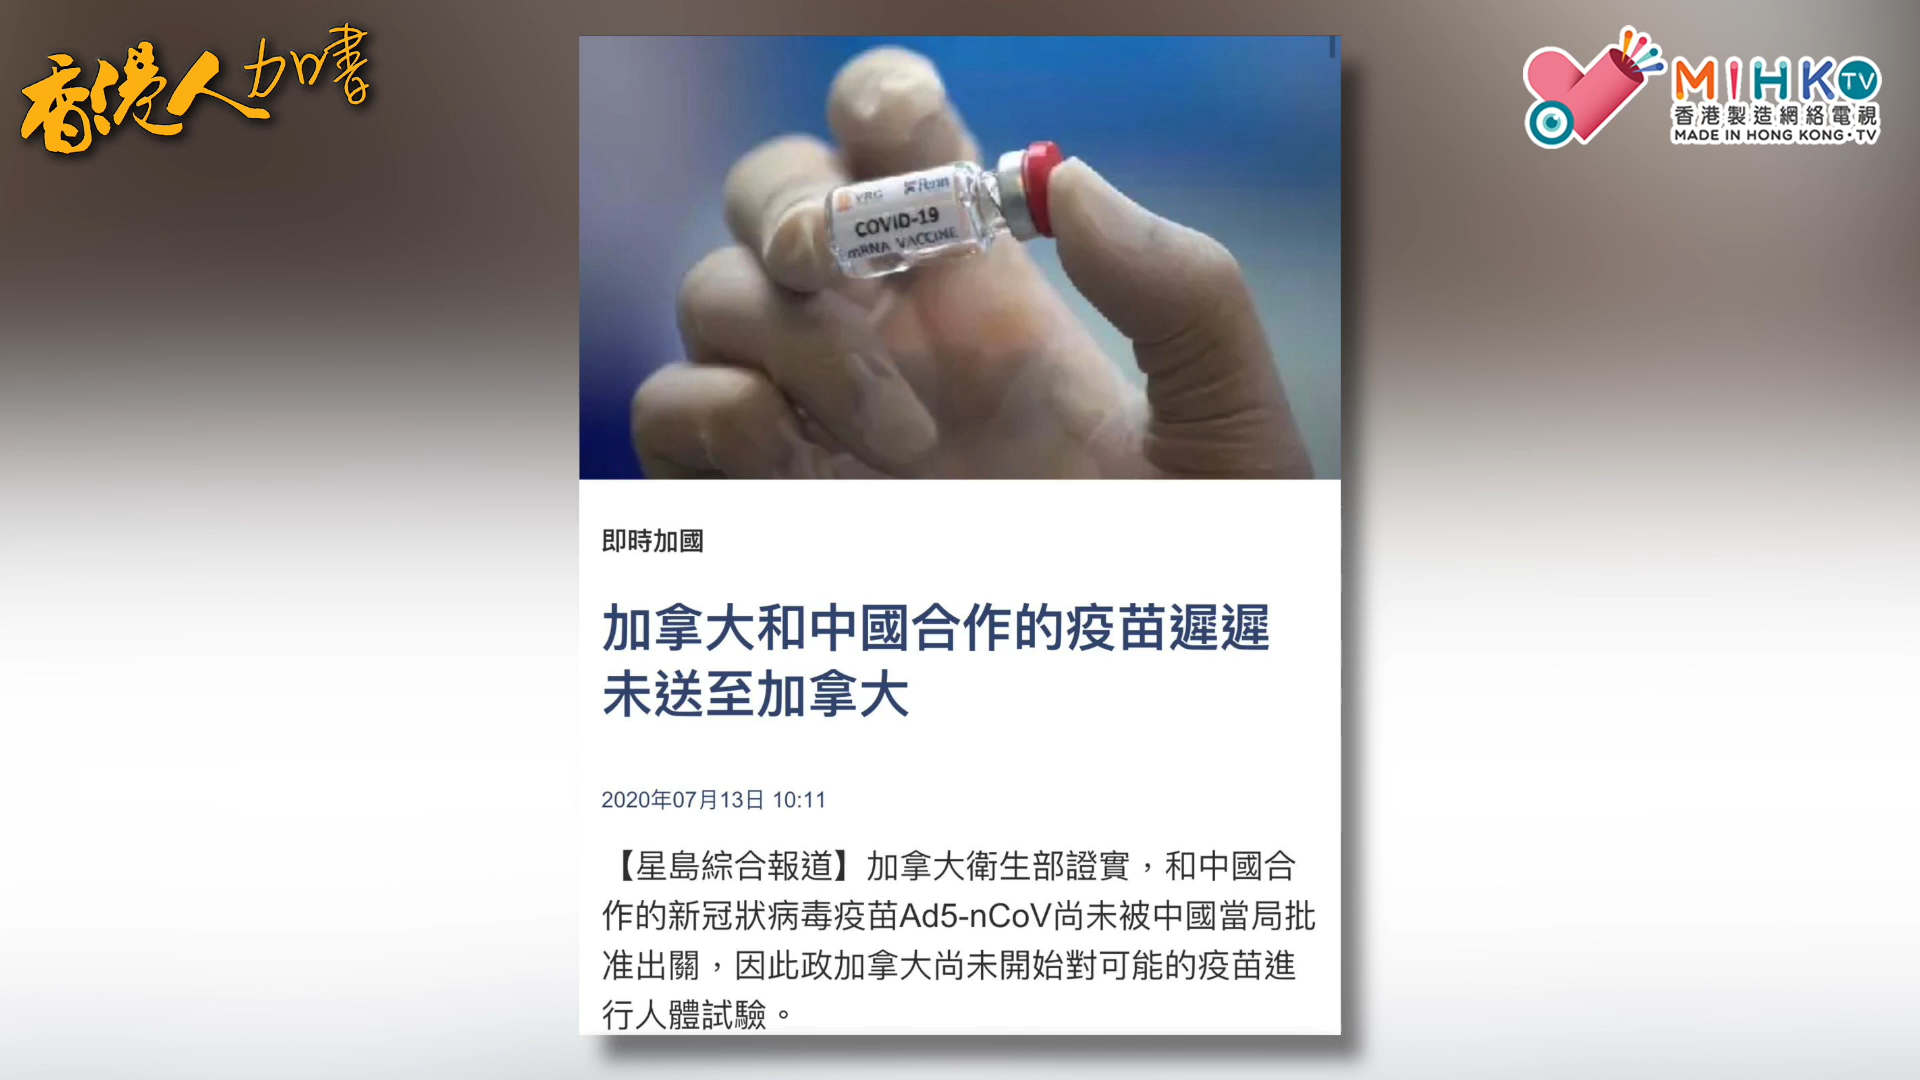 香港人加嘥
MIHK TV
香港製造網絡電視
MADE IN HONG KONG・TV
VRC Penn
COVID-19
mRNA VACCINE
即時加國
加拿大和中國合作的疫苗遲遲
未送至加拿大
2020年07月13日 10:11
【星島綜合報道】加拿大衛生部證實，和中國合
作的新冠狀病毒疫苗Ad5-nCoV尚未被中國當局批
准出關，因此政加拿大尚未開始對可能的疫苗進
行人體試驗。